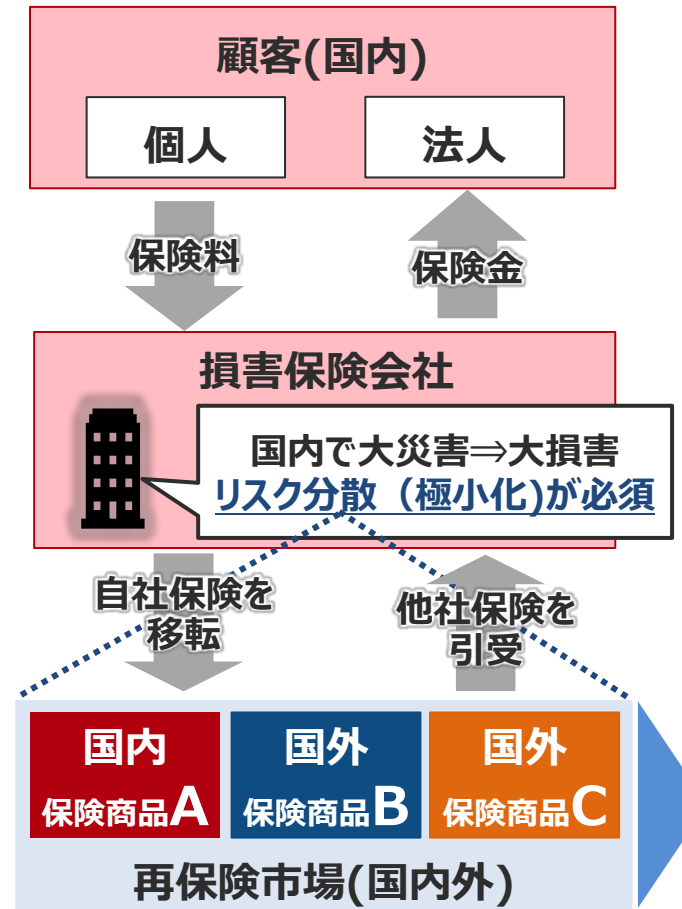 顧客(国内)
個人
法人
保険料
保険金
損害保険会社
国内で大災害⇒大損害
リスク分散（極小化)が必須
自社保険を
移転
他社保険を
引受
国内
保険商品A
国外
保険商品B
国外
保険商品C
再保険市場(国内外)